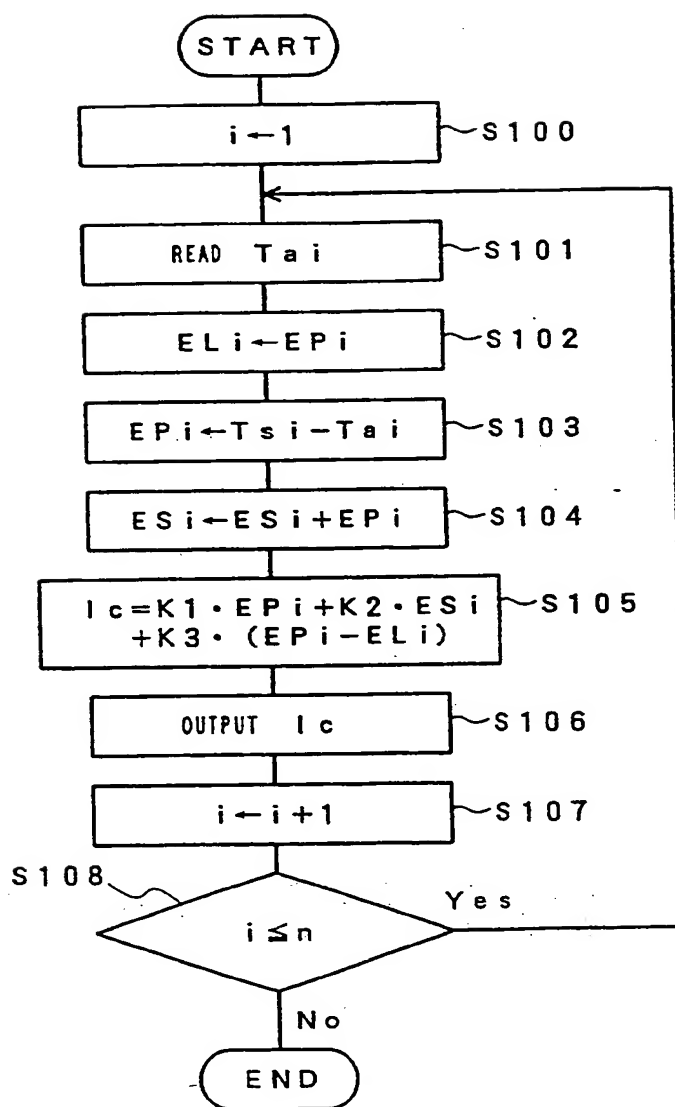 START
i←1
S100
READ Tai
S101
ELi←EPi
S102
EPi←Tsi−Tai
S103
ESi←ESi+EPi
S104
Ic=K1・EPi+K2・ESi
+K3・(EPi−ELi)
S105
OUTPUT Ic
S106
i←i+1
S107
S108
i≦n
Yes
No
END